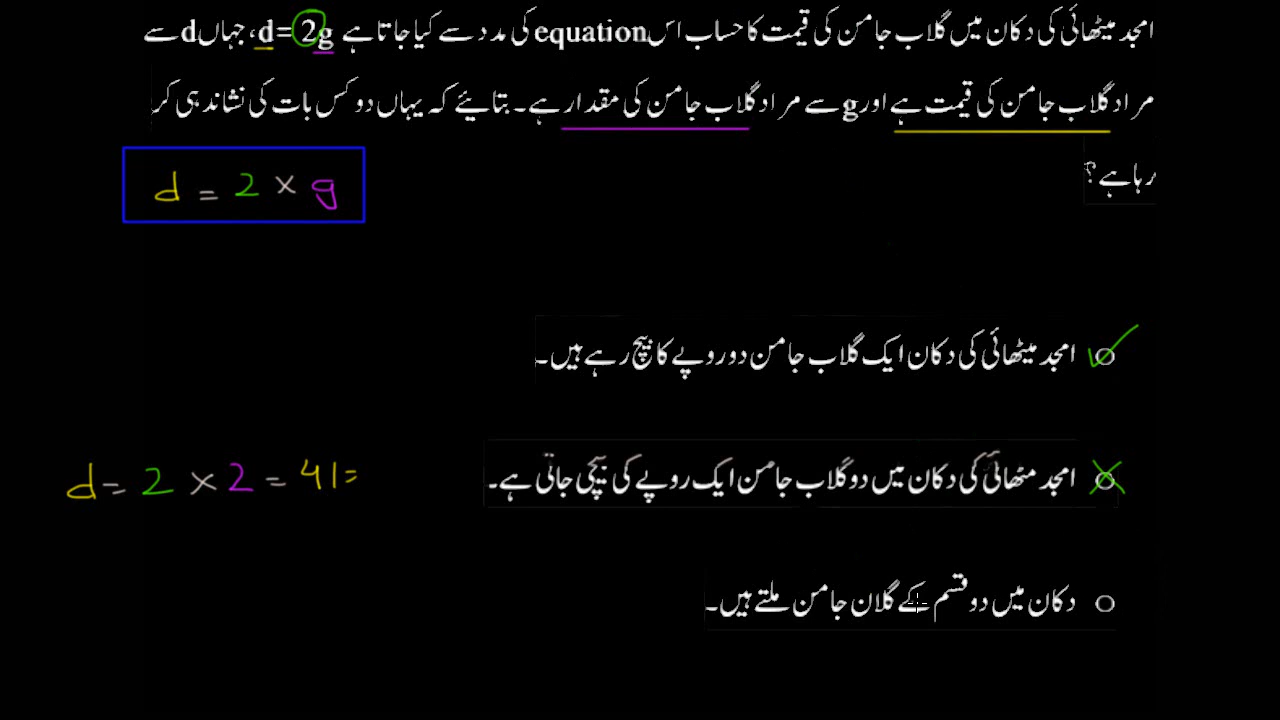 امجد میٹھائی کی دکان میں گلاب جامن کی قیمت کا حساب اس equation کی مدد سے کیا جاتا ہے d= 2g، جہاں d سے
مراد گلاب جامن کی قیمت ہے اور g سے مراد گلاب جامن کی مقدار ہے۔ بتایئے کہ یہاں دو کس بات کی نشاندہی کر
رہا ہے؟
d = 2 × g
امجد میٹھائی کی دکان ایک گلاب جامن دو روپے کا بیچ رہے ہیں۔
امجد مٹھائی کی دکان میں دو گلاب جامن ایک روپے کی بیچی جاتی ہے۔
d = 2 × 2 = 4/=
دکان میں دو قسم کے گلان جامن ملتے ہیں۔